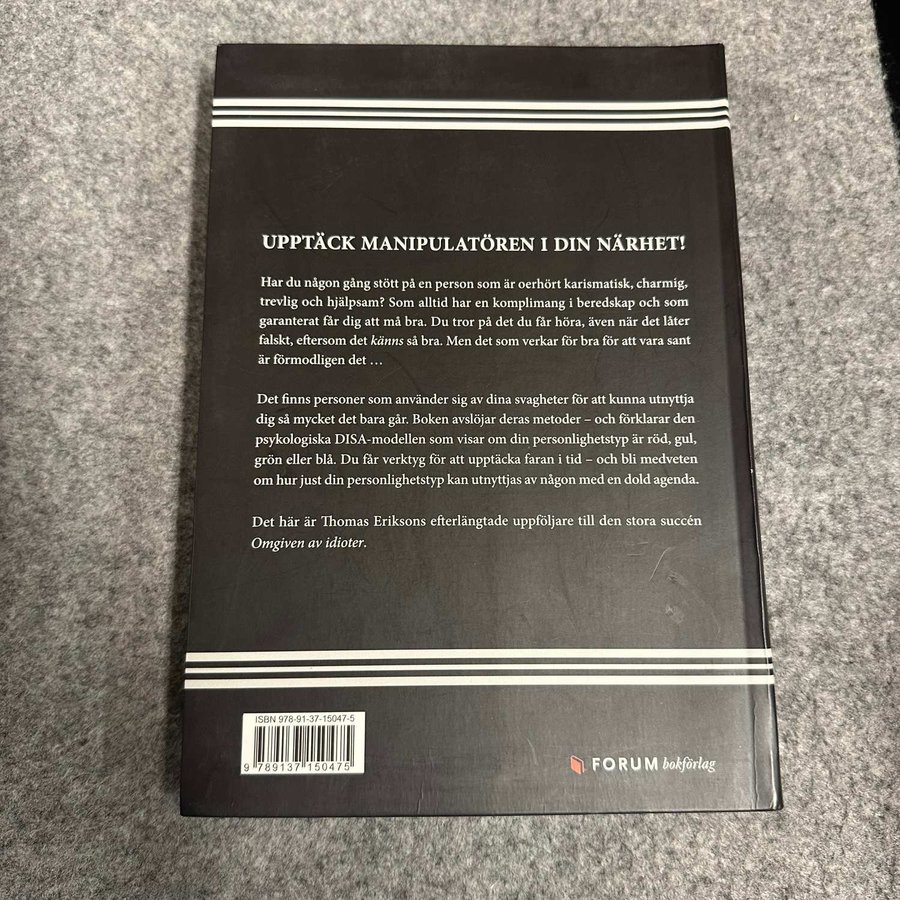 UPPTÄCK MANIPULATÖREN I DIN NÄRHET!
Har du någon gång stött på en person som är oerhört karismatisk, charmig,
trevlig och hjälpsam? Som alltid har en komplimang i beredskap och som
garanterat får dig att må bra. Du tror på det du får höra, även när det låter
falskt, eftersom det känns så bra. Men det som verkar för bra för att vara sant
är förmodligen det …
Det finns personer som använder sig av dina svagheter för att kunna utnyttja
dig så mycket det bara går. Boken avslöjar deras metoder – och förklarar den
psykologiska DISA-modellen som visar om din personlighetstyp är röd, gul,
grön eller blå. Du får verktyg för att upptäcka faran i tid – och bli medveten
om hur just din personlighetstyp kan utnyttjas av någon med en dold agenda.
Det här är Thomas Eriksons efterlängtade uppföljare till den stora succén
Omgiven av idioter.
ISBN 978-91-37-15047-5
9 789137 150475
FORUM bokförlag